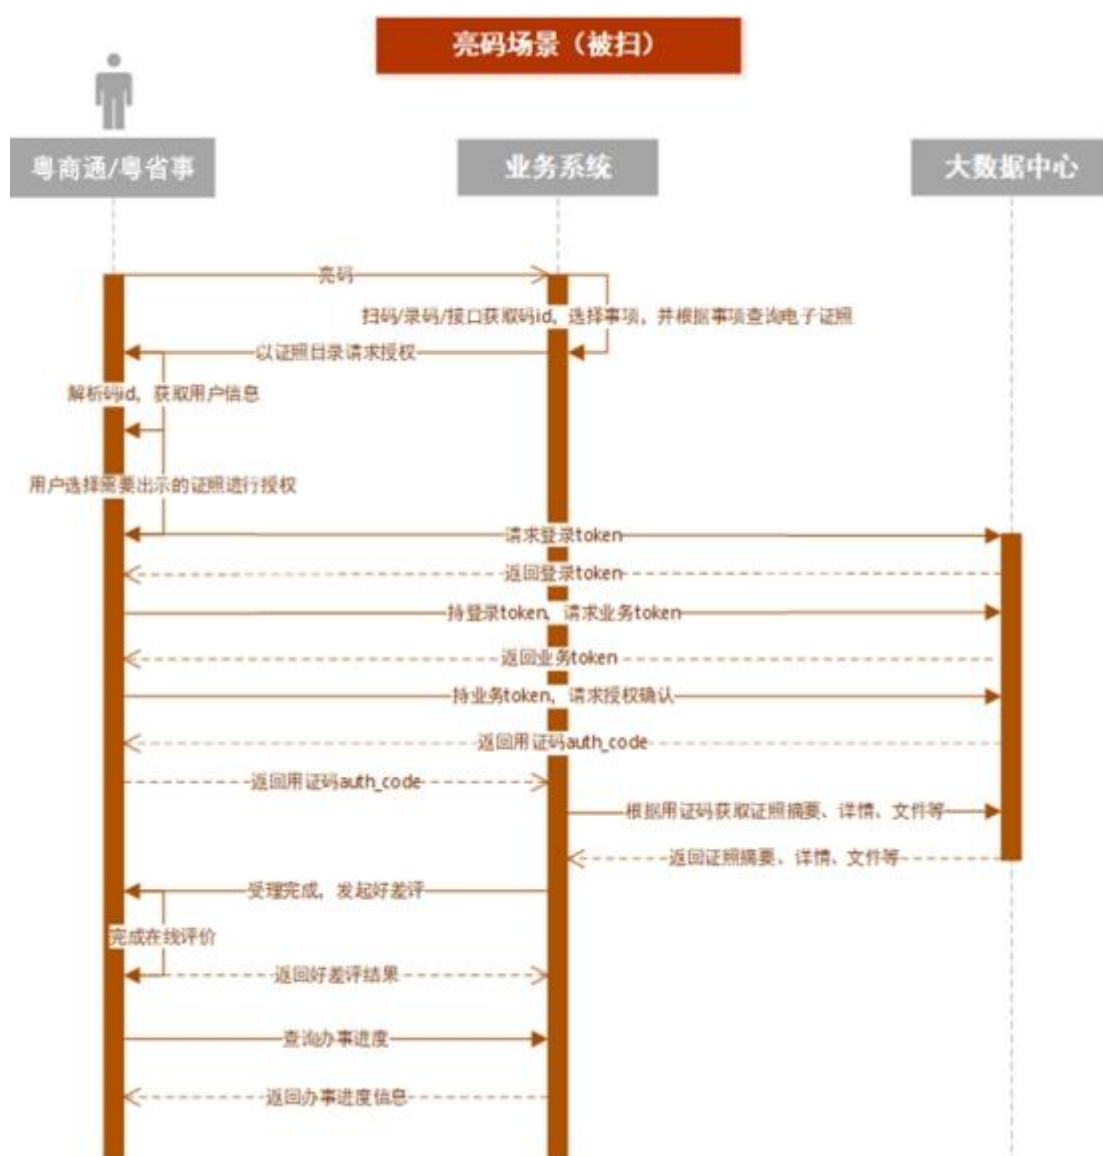 亮码场景（被扫）
粤商通/粤省事
业务系统
大数据中心
亮码
扫码/录码/接口获取码id，选择事项，并根据事项查询电子证照
以证照目录请求授权
解析码id，获取用户信息
用户选择需要出示的证照进行授权
请求登录token
返回登录token
持登录token，请求业务token
返回业务token
持业务token，请求授权确认
返回用证码auth_code
返回用证码auth_code
根据用证码获取证照摘要、详情、文件等
返回证照摘要、详情、文件等
受理完成，发起好差评
完成在线评价
返回好差评结果
查询办事进度
返回办事进度信息